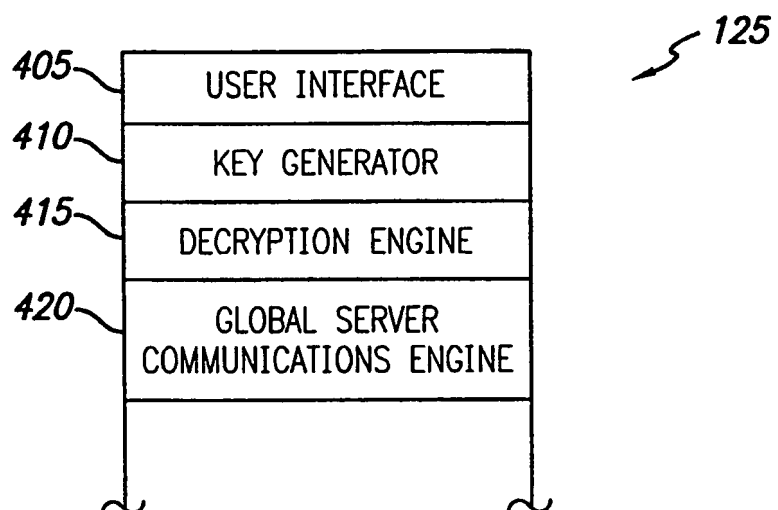 125
405
USER INTERFACE
410
KEY GENERATOR
415
DECRYPTION ENGINE
420
GLOBAL SERVER
COMMUNICATIONS ENGINE